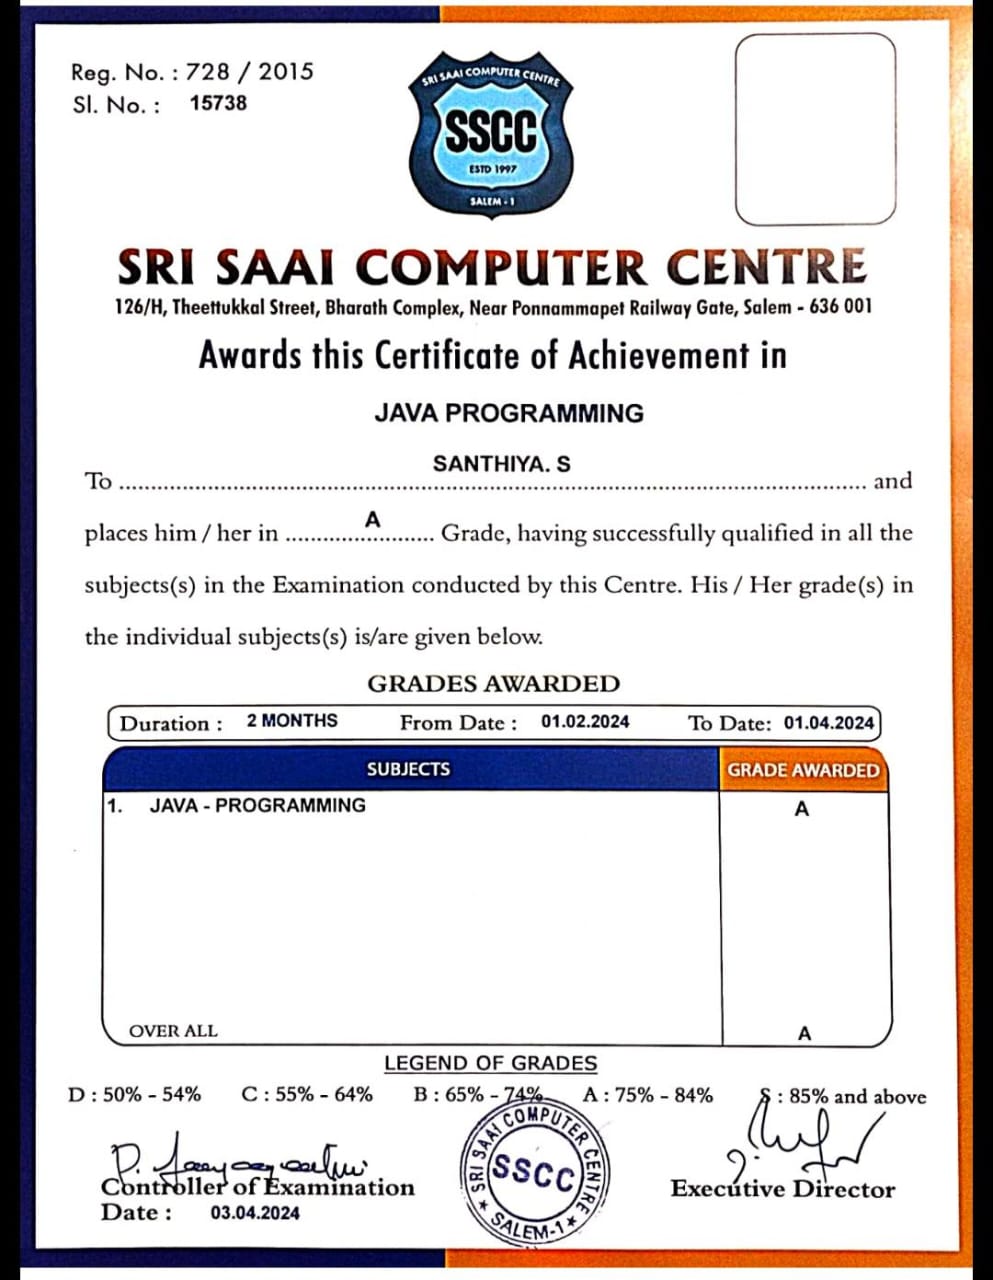 Reg. No. : 728 / 2015
Sl. No. : 15738
SRI SAAI COMPUTER CENTRE
SSCC
ESTD 1997
SALEM - 1
SRI SAAI COMPUTER CENTRE
126/H, Theettukkal Street, Bharath Complex, Near Ponnammapet Railway Gate, Salem - 636 001
Awards this Certificate of Achievement in
JAVA PROGRAMMING
SANTHIYA. S
To ........................................................................ and
places him / her in ........... A ........... Grade, having successfully qualified in all the
subjects(s) in the Examination conducted by this Centre. His / Her grade(s) in
the individual subjects(s) is/are given below.
GRADES AWARDED
Duration : 2 MONTHS From Date : 01.02.2024 To Date: 01.04.2024
SUBJECTS GRADE AWARDED
1. JAVA - PROGRAMMING A
OVER ALL A
LEGEND OF GRADES
D : 50% - 54% C : 55% - 64% B : 65% - 74% A : 75% - 84% S : 85% and above
SRI SAAI COMPUTER CENTRE
SSCC
SALEM-1
Controller of Examination Executive Director
Date : 03.04.2024